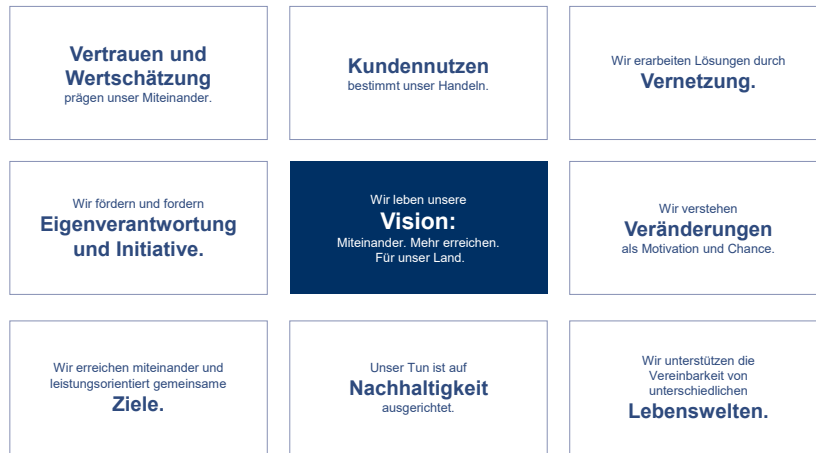 Vertrauen und
Wertschätzung
prägen unser Miteinander.
Kundennutzen
bestimmt unser Handeln.
Wir erarbeiten Lösungen durch
Vernetzung.
Wir fördern und fordern
Eigenverantwortung
und Initiative.
Wir leben unsere
Vision:
Miteinander. Mehr erreichen.
Für unser Land.
Wir verstehen
Veränderungen
als Motivation und Chance.
Wir erreichen miteinander und
leistungsorientiert gemeinsame
Ziele.
Unser Tun ist auf
Nachhaltigkeit
ausgerichtet.
Wir unterstützen die
Vereinbarkeit von
unterschiedlichen
Lebenswelten.